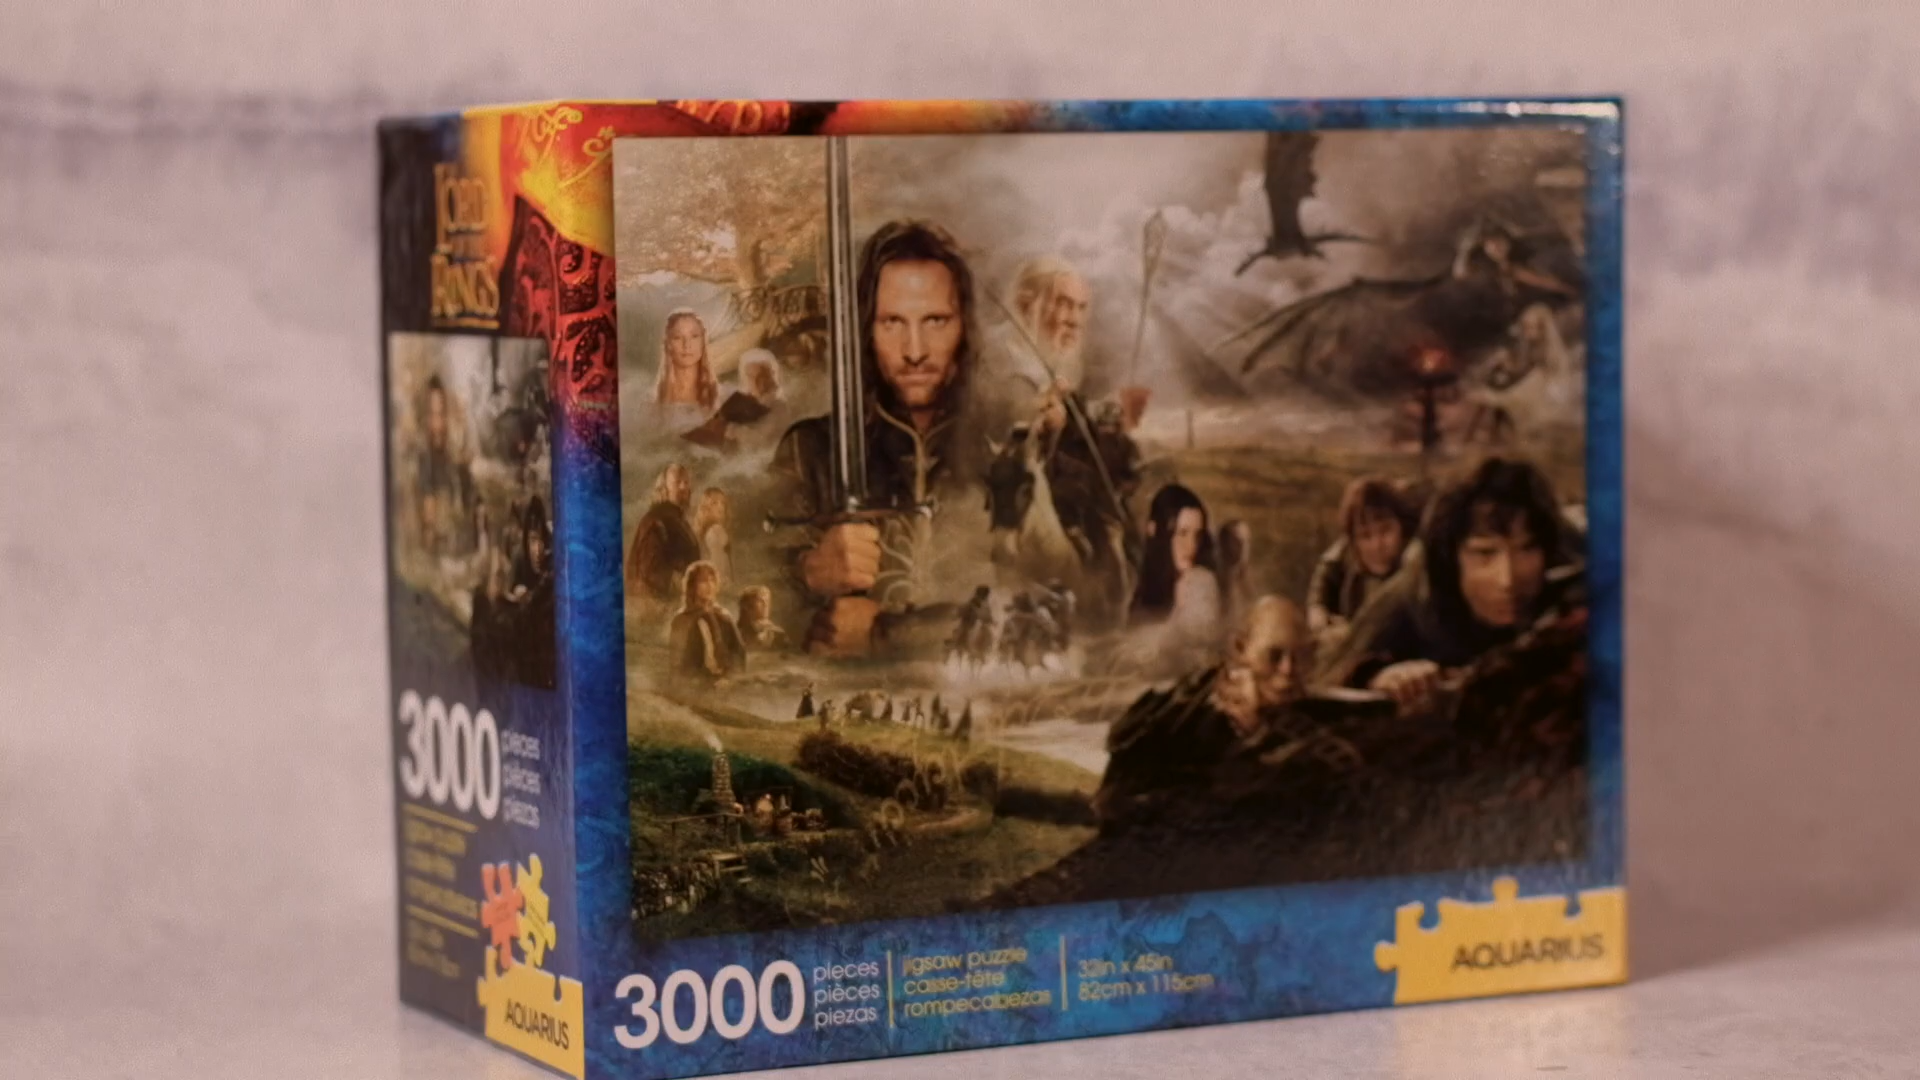 THE
LORD
OF THE
RINGS
3000
pieces
pièces
piezas
AQUARIUS
3000
pieces
pièces
piezas
jigsaw puzzle
casse-tête
rompecabezas
32in x 45in
82cm x 115cm
AQUARIUS